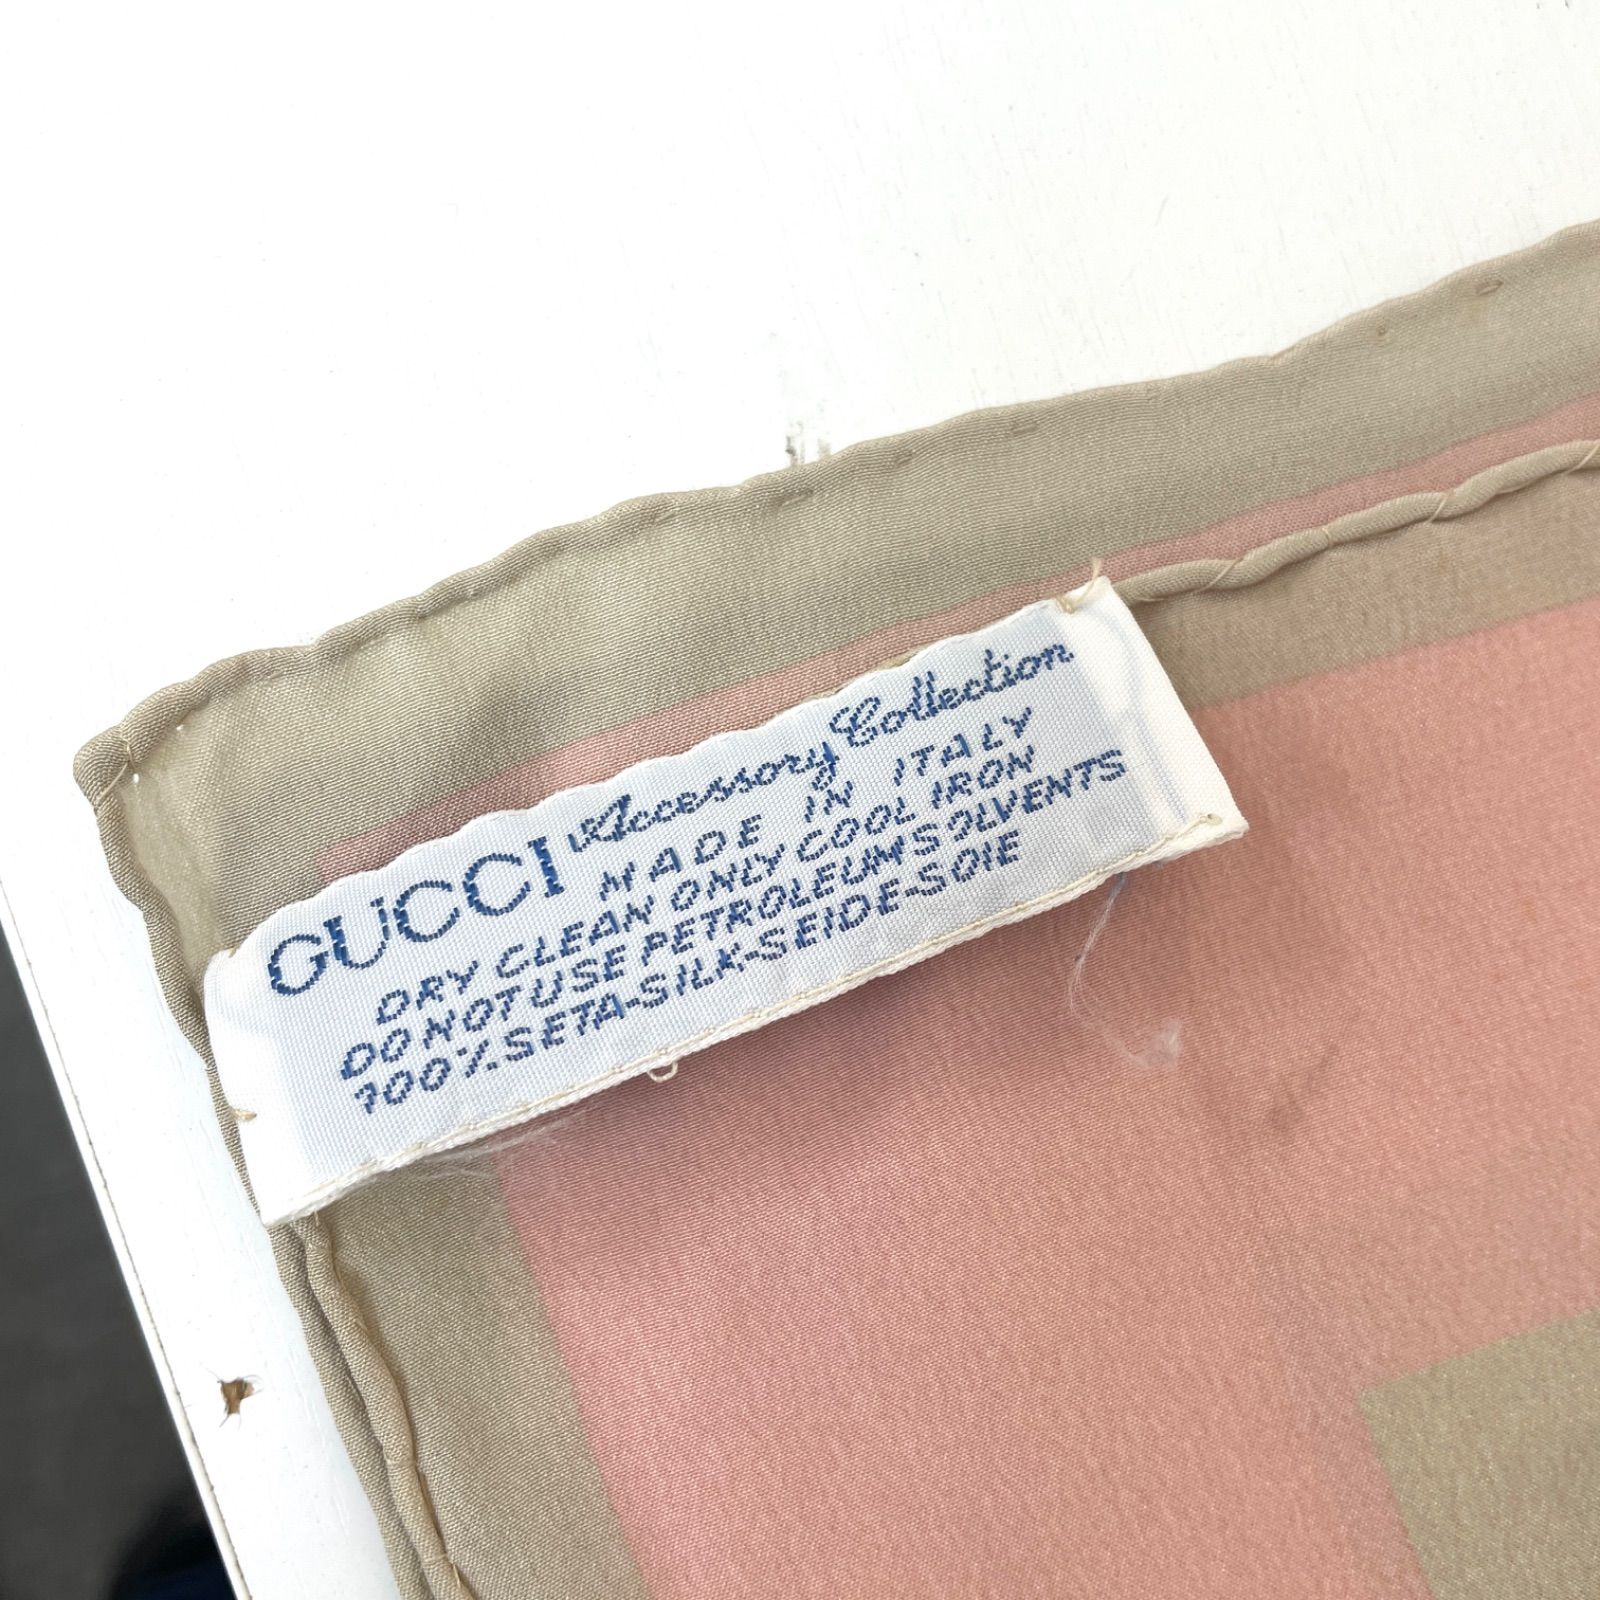 GUCCI Accessory Collection
MADE IN ITALY
DRY CLEAN ONLY COOL IRON
DO NOT USE PETROLEUMS SOLVENTS
100% SETA-SILK-SEIDE-SOIE